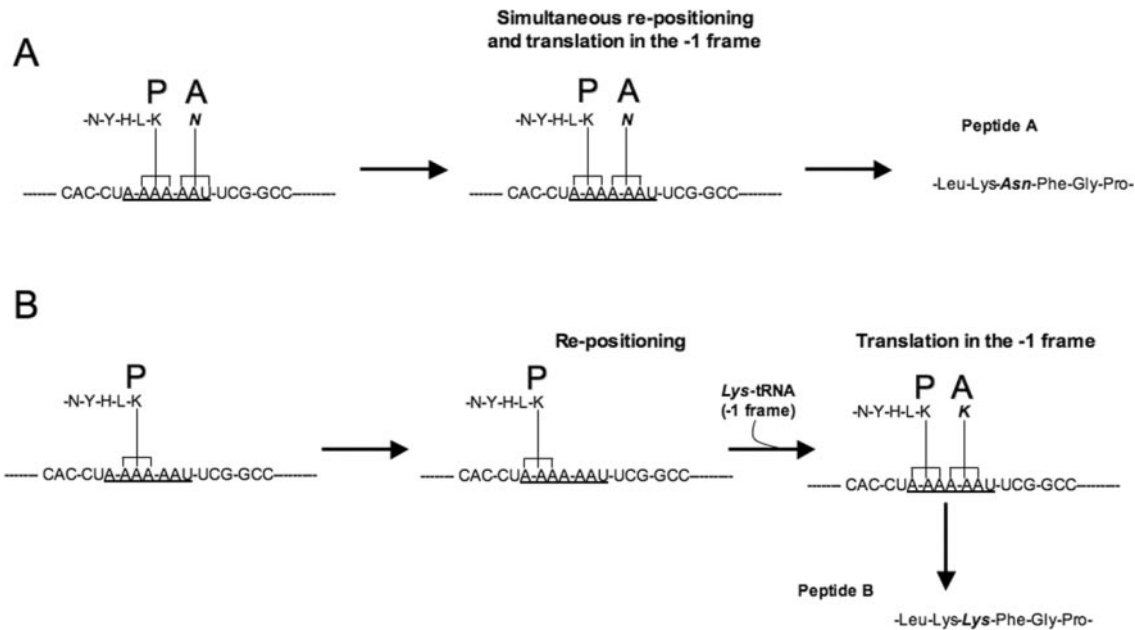 Simultaneous re-positioning
and translation in the -1 frame
A
P A
-N-Y-H-L-K N
------- CAC-CUA-AAA-AAU-UCG-GCC----------
P A
-N-Y-H-L-K N
------- CAC-CUA-AAA-AAU-UCG-GCC----------
Peptide A
-Leu-Lys-Asn-Phe-Gly-Pro-
B
Re-positioning
Translation in the -1 frame
P
-N-Y-H-L-K
------- CAC-CUA-AAA-AAU-UCG-GCC----------
P
-N-Y-H-L-K
------- CAC-CUA-AAA-AAU-UCG-GCC----------
Lys-tRNA
(-1 frame)
P A
-N-Y-H-L-K K
------- CAC-CUA-AAA-AAU-UCG-GCC----------
Peptide B
-Leu-Lys-Lys-Phe-Gly-Pro-